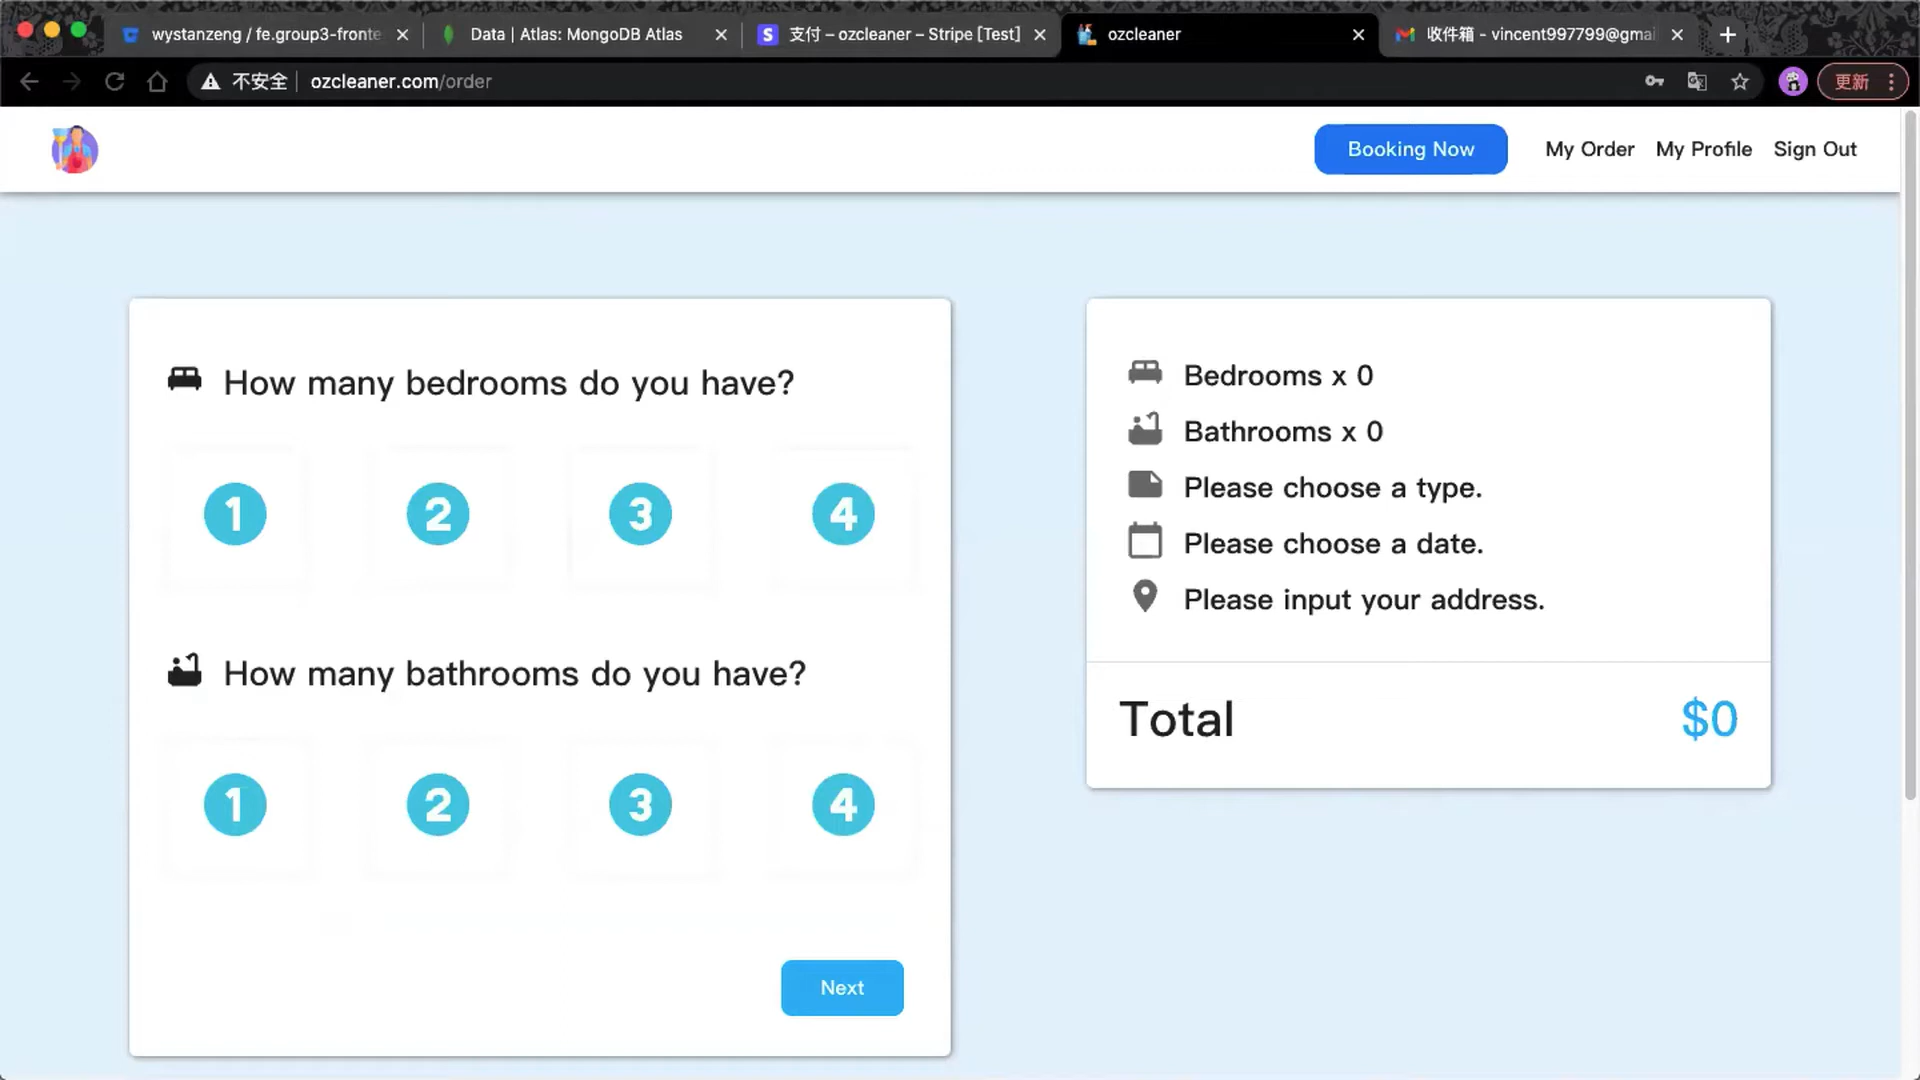 wystanzeng / fe.group3-fronte
Data | Atlas: MongoDB Atlas
S 支付 – ozcleaner – Stripe [Test]
ozcleaner
收件箱 - vincent997799@gmai
不安全 ozcleaner.com/order
更新
Booking Now My Order My Profile Sign Out
How many bedrooms do you have?
1 2 3 4
How many bathrooms do you have?
1 2 3 4
Next
Bedrooms x 0
Bathrooms x 0
Please choose a type.
Please choose a date.
Please input your address.
Total $0